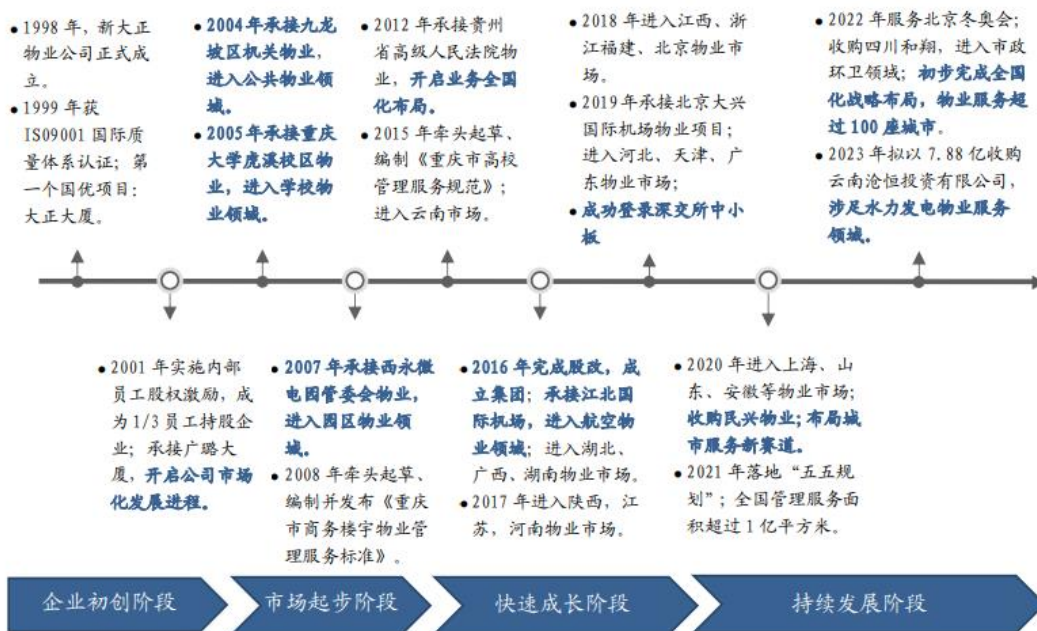 1998 年，新大正
物业公司正式成
立。
1999 年获
IS09001 国际质
量体系认证；第
一个国优项目：
大正大厦。
2004 年承接九龙
坡区机关物业，
进入公共物业领
域。
2005 年承接重庆
大学虎溪校区物
业，进入学校物
业领域。
2012 年承接贵州
省高级人民法院物
业，开启业务全国
化布局。
2015 年牵头起草、
编制《重庆市高校
管理服务规范》；
进入云南市场。
2018 年进入江西、浙
江福建、北京物业市
场。
2019 年承接北京大兴
国际机场物业项目；
进入河北、天津、广
东物业市场；
成功登录深交所中小
板
2022 年服务北京冬奥会；
收购四川和翔，进入市政
环卫领域；初步完成全国
化战略布局，物业服务超
过 100 座城市。
2023 年拟以 7.88 亿收购
云南沧恒投资有限公司，
涉足水力发电物业服务
领域。
2001 年实施内部
员工股权激励，成
为 1/3 员工持股企
业；承接广璐大
厦，开启公司市场
化发展进程。
2007 年承接西永微
电园管委会物业，
进入园区物业领
域。
2008 年牵头起草、
编制并发布《重庆
市商务楼宇物业管
理服务标准》。
2016 年完成股改，成
立集团；承接江北国
际机场，进入航空物
业领域；进入湖北、
广西、湖南物业市场。
2017 年进入陕西，江
苏，河南物业市场。
2020 年进入上海、山
东、安徽等物业市场；
收购民兴物业；布局城
市服务新赛道。
2021 年落地“五五规
划”；全国管理服务面
积超过 1 亿平方米。
企业初创阶段
市场起步阶段
快速成长阶段
持续发展阶段